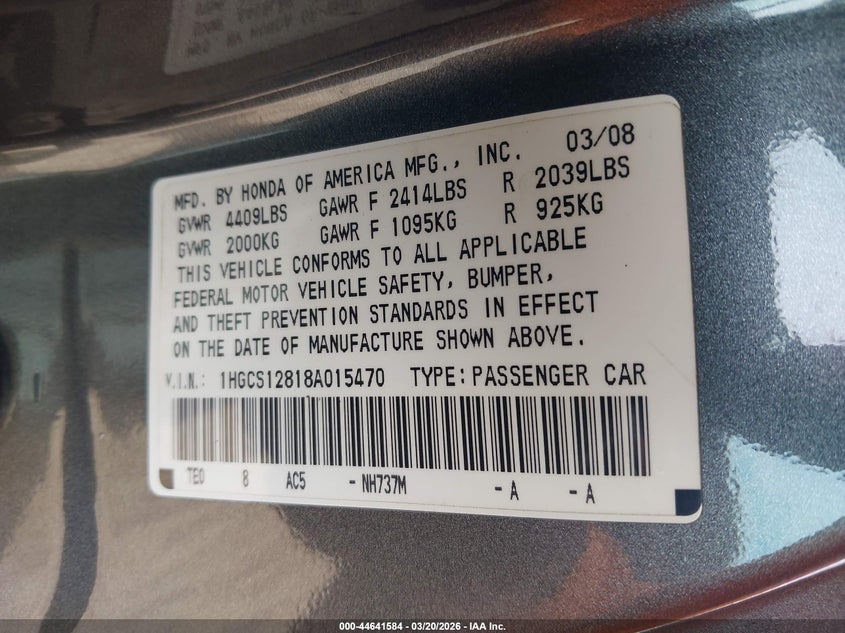 03/08
MFD. BY HONDA OF AMERICA MFG., INC.
GVWR 4409LBS GAWR F 2414LBS R 2039LBS
GVWR 2000KG GAWR F 1095KG R 925KG
THIS VEHICLE CONFORMS TO ALL APPLICABLE
FEDERAL MOTOR VEHICLE SAFETY, BUMPER,
AND THEFT PREVENTION STANDARDS IN EFFECT
ON THE DATE OF MANUFACTURE SHOWN ABOVE.
V.I.N.: 1HGCS12818A015470 TYPE: PASSENGER CAR
TEO 8 AC5 - NH737M - A - A
000-44641584 | 03/20/2026 - IAA Inc.